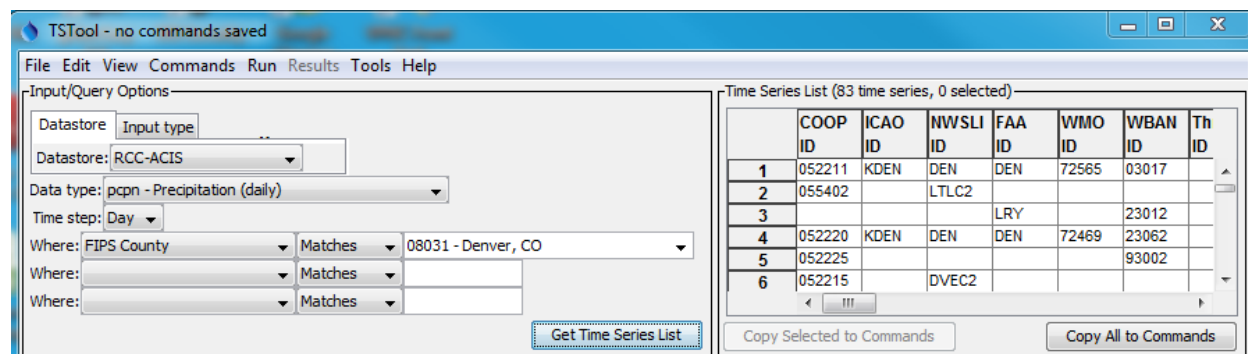 TSTool - no commands saved
File Edit View Commands Run Results Tools Help
Input/Query Options
Datastore Input type
Datastore: RCC-ACIS
Data type: pcpn - Precipitation (daily)
Time step: Day
Where: FIPS County Matches 08031 - Denver, CO
Where: Matches
Where: Matches
Get Time Series List
Time Series List (83 time series, 0 selected)
COOP ICAO NWSLI FAA WMO WBAN Th
ID ID ID ID ID ID ID
1 052211 KDEN DEN DEN 72565 03017
2 055402 LTLC2
3 LRY 23012
4 052220 KDEN DEN DEN 72469 23062
5 052225 93002
6 052215 DVEC2
Copy Selected to Commands Copy All to Commands